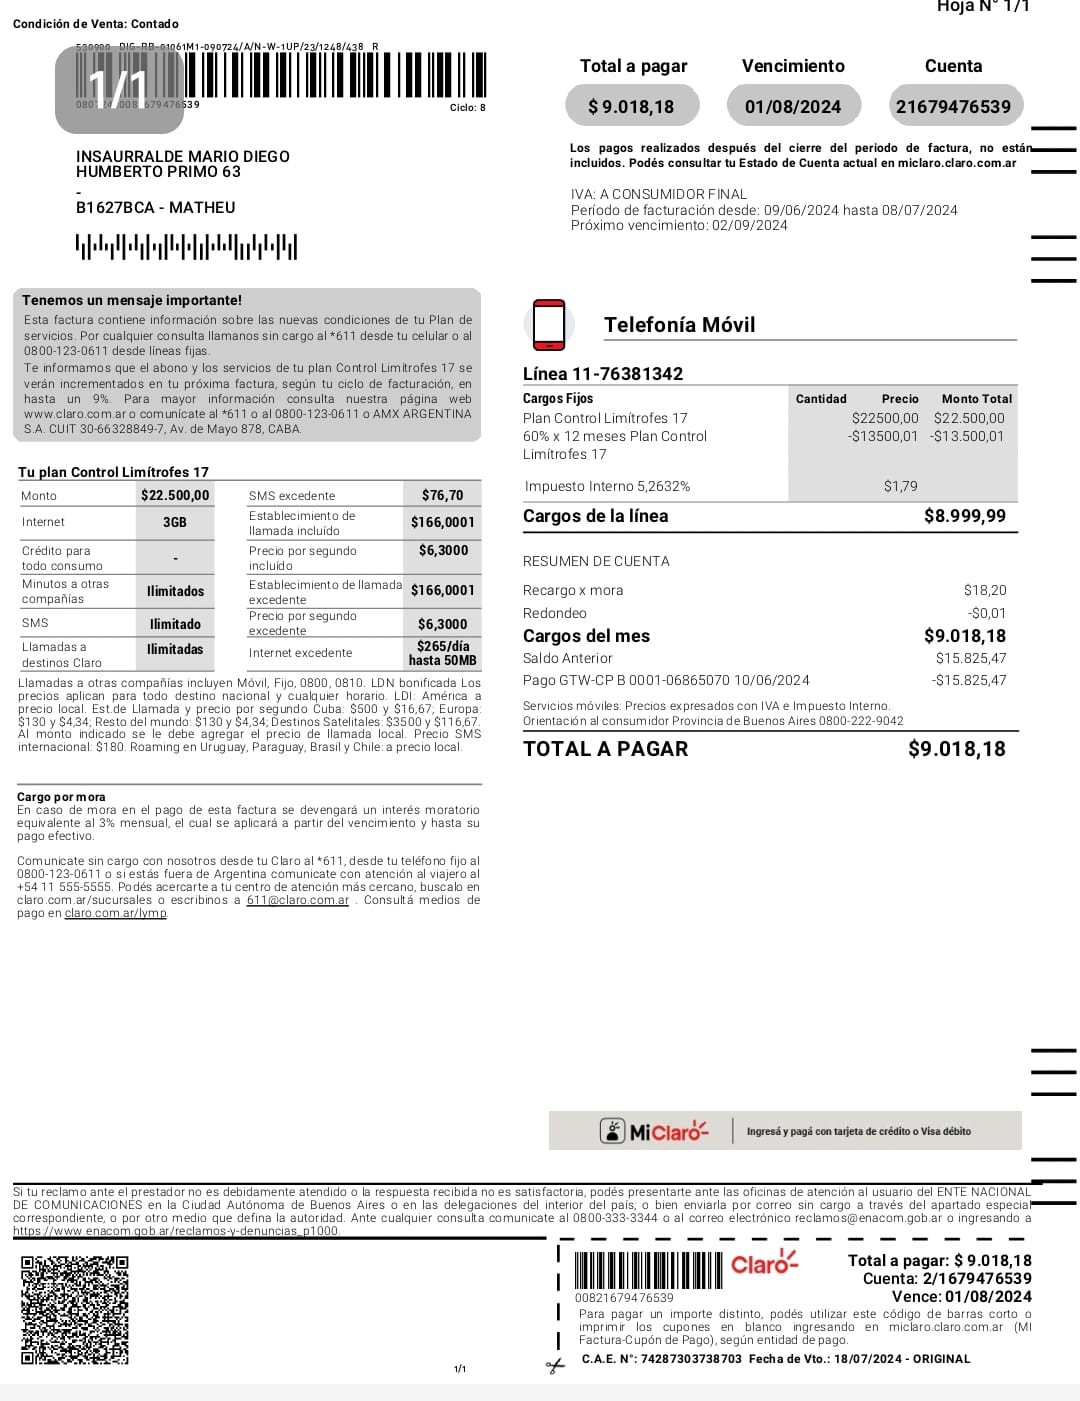 Hoja N° 1/1
Condición de Venta: Contado
530900 DIG-RB-01061M1-090724/A/N-W-1UP/23/1248/438 R
1/1
Ciclo: 8
Total a pagar
Vencimiento
Cuenta
$ 9.018,18
01/08/2024
21679476539
Los pagos realizados después del cierre del periodo de factura, no están
incluidos. Podés consultar tu Estado de Cuenta actual en miclaro.claro.com.ar
INSAURRALDE MARIO DIEGO
HUMBERTO PRIMO 63
-
B1627BCA - MATHEU
IVA: A CONSUMIDOR FINAL
Período de facturación desde: 09/06/2024 hasta 08/07/2024
Próximo vencimiento: 02/09/2024
Tenemos un mensaje importante!
Esta factura contiene información sobre las nuevas condiciones de tu Plan de
servicios. Por cualquier consulta llamanos sin cargo al *611 desde tu celular o al
0800-123-0611 desde líneas fijas.
Te informamos que el abono y los servicios de tu plan Control Limítrofes 17 se
verán incrementados en tu próxima factura, según tu ciclo de facturación, en
hasta un 9%. Para mayor información consulta nuestra página web
www.claro.com.ar o comunícate al *611 o al 0800-123-0611 o AMX ARGENTINA
S.A. CUIT 30-66328849-7, Av. de Mayo 878, CABA.
Tu plan Control Limítrofes 17
Monto $22.500,00 SMS excedente $76,70
Internet 3GB Establecimiento de llamada incluído $166,0001
Crédito para todo consumo - Precio por segundo incluído $6,3000
Minutos a otras compañías Ilimitados Establecimiento de llamada excedente $166,0001
SMS Ilimitado Precio por segundo excedente $6,3000
Llamadas a destinos Claro Ilimitadas Internet excedente $265/día hasta 50MB
Llamadas a otras compañías incluyen Móvil, Fijo, 0800, 0810. LDN bonificada Los
precios aplican para todo destino nacional y cualquier horario. LDI: América a
precio local. Est.de Llamada y precio por segundo Cuba: $500 y $16,67; Europa:
$130 y $4,34; Resto del mundo: $130 y $4,34; Destinos Satelitales: $3500 y $116,67.
Al monto indicado se le debe agregar el precio de llamada local. Precio SMS
internacional: $180. Roaming en Uruguay, Paraguay, Brasil y Chile: a precio local.
Cargo por mora
En caso de mora en el pago de esta factura se devengará un interés moratorio
equivalente al 3% mensual, el cual se aplicará a partir del vencimiento y hasta su
pago efectivo.
Comunicate sin cargo con nosotros desde tu Claro al *611, desde tu teléfono fijo al
0800-123-0611 o si estás fuera de Argentina comunicate con atención al viajero al
+54 11 555-5555. Podés acercarte a tu centro de atención más cercano, buscalo en
claro.com.ar/sucursales o escribinos a 611@claro.com.ar . Consultá medios de
pago en claro.com.ar/lymp.
Telefonía Móvil
Línea 11-76381342
Cargos Fijos Cantidad Precio Monto Total
Plan Control Limítrofes 17 $22500,00 $22.500,00
60% x 12 meses Plan Control -$13500,01 -$13.500,01
Limítrofes 17
Impuesto Interno 5,2632% $1,79
Cargos de la línea $8.999,99
RESUMEN DE CUENTA
Recargo x mora $18,20
Redondeo -$0,01
Cargos del mes $9.018,18
Saldo Anterior $15.825,47
Pago GTW-CP B 0001-06865070 10/06/2024 -$15.825,47
Servicios móviles: Precios expresados con IVA e Impuesto Interno.
Orientación al consumidor Provincia de Buenos Aires 0800-222-9042
TOTAL A PAGAR $9.018,18
MiClaro
Ingresá y pagá con tarjeta de crédito o Visa débito
Si tu reclamo ante el prestador no es debidamente atendido o la respuesta recibida no es satisfactoria, podés presentarte ante las oficinas de atención al usuario del ENTE NACIONAL
DE COMUNICACIONES en la Ciudad Autónoma de Buenos Aires o en las delegaciones del interior del país; o bien enviarla por correo sin cargo a través del apartado especial
correspondiente, o por otro medio que defina la autoridad. Ante cualquier consulta comunicate al 0800-333-3344 o al correo electrónico reclamos@enacom.gob.ar o ingresando a
https://www.enacom.gob.ar/reclamos-y-denuncias_p1000.
Claro
00821679476539
Total a pagar: $ 9.018,18
Cuenta: 2/1679476539
Vence: 01/08/2024
Para pagar un importe distinto, podés utilizar este código de barras corto o
imprimir los cupones en blanco ingresando en miclaro.claro.com.ar (MI
Factura-Cupón de Pago), según entidad de pago.
C.A.E. N°: 74287303738703 Fecha de Vto.: 18/07/2024 - ORIGINAL
1/1